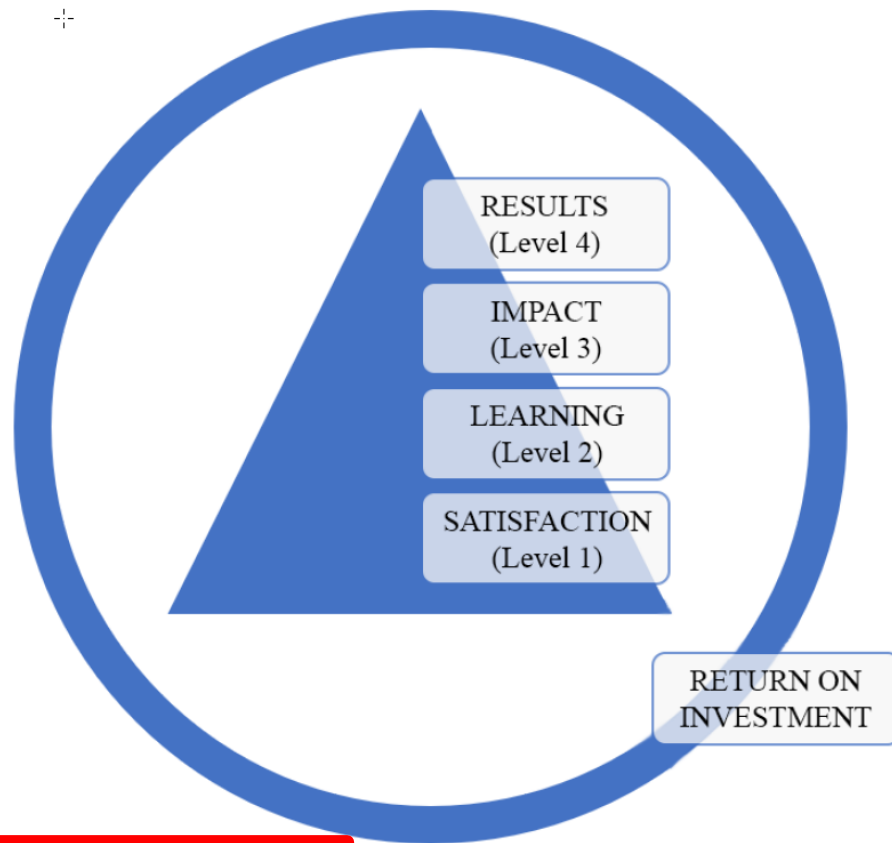 RESULTS
(Level 4)
IMPACT
(Level 3)
LEARNING
(Level 2)
SATISFACTION
(Level 1)
RETURN ON
INVESTMENT